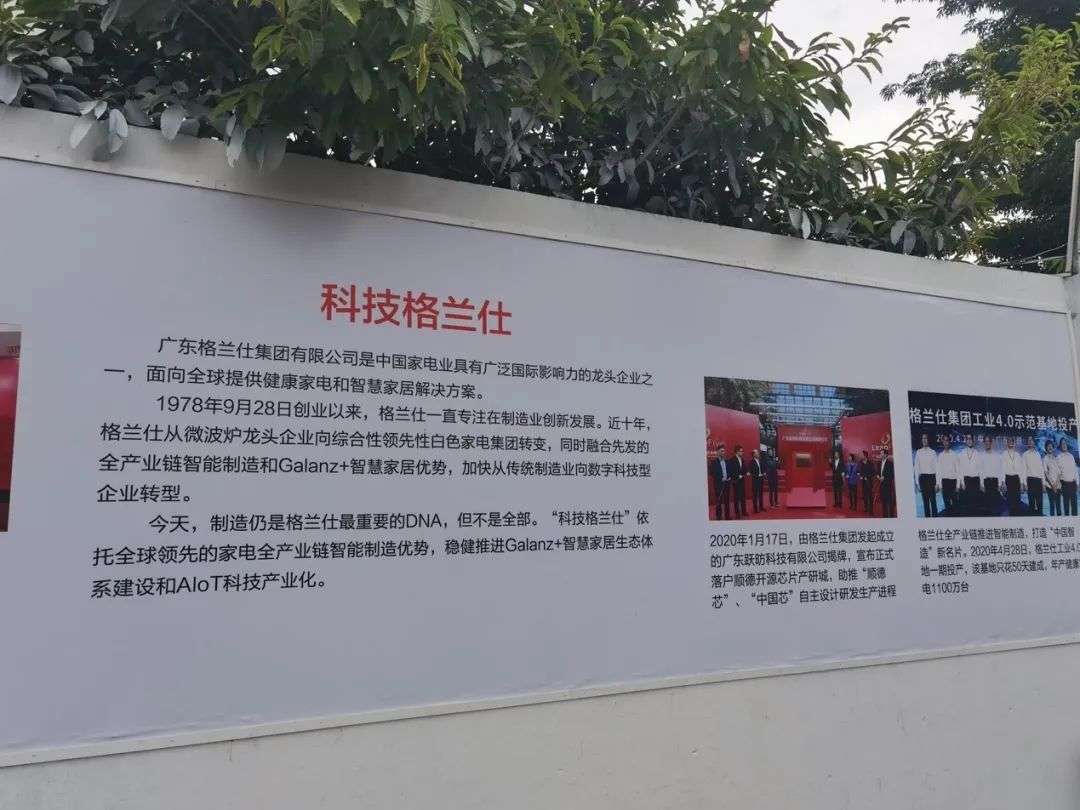 科技格兰仕
广东格兰仕集团有限公司是中国家电业具有广泛国际影响力的龙头企业之
一，面向全球提供健康家电和智慧家居解决方案。
1978年9月28日创业以来，格兰仕一直专注在制造业创新发展。近十年，
格兰仕从微波炉龙头企业向综合性领先性白色家电集团转变，同时融合先发的
全产业链智能制造和Galanz+智慧家居优势，加快从传统制造业向数字科技型
企业转型。
今天，制造仍是格兰仕最重要的DNA，但不是全部。“科技格兰仕”依
托全球领先的家电全产业链智能制造优势，稳健推进Galanz+智慧家居生态体
系建设和AIoT科技产业化。
2020年1月17日，由格兰仕集团发起成立
的广东跃昉科技有限公司揭牌，宣布正式
落户顺德开源芯片产研城，助推“顺德
芯”、“中国芯”自主设计研发生产进程
格兰仕集团工业4.0示范基地投产
格兰仕全产业链推进智能制造，打造“中国智
造”新名片。2020年4月28日，格兰仕工业4.0
地一期投产，该基地只花50天建成，年产健康
电1100万台